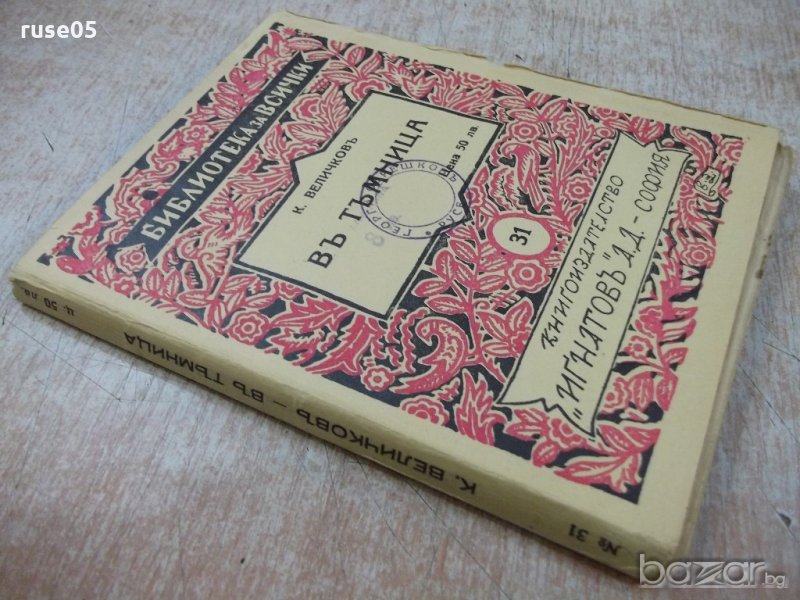 ruse05
БИБЛИОТЕКА ЗА ВСИЧКИ
К. ВЕЛИЧКОВЪ
ВЪ ТЪМНИЦА
Цена 50 лв.
31
КНИГОИЗДАТЕЛСТВО
„ИГНАТОВЪ" А.Д. - СОФИЯ
№ 31
К. ВЕЛИЧКОВЪ – ВЪ ТЪМНИЦА
Ц. 50 лв.
bazar.bg